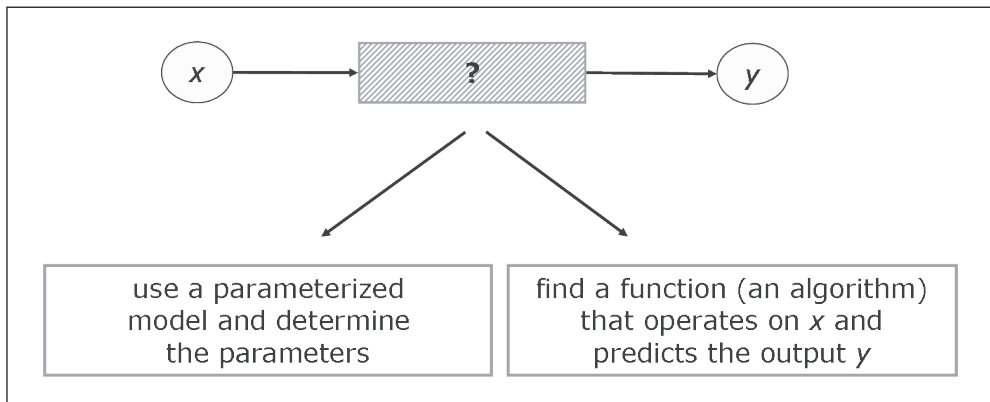 x
?
y
use a parameterized
model and determine
the parameters
find a function (an algorithm)
that operates on x and
predicts the output y